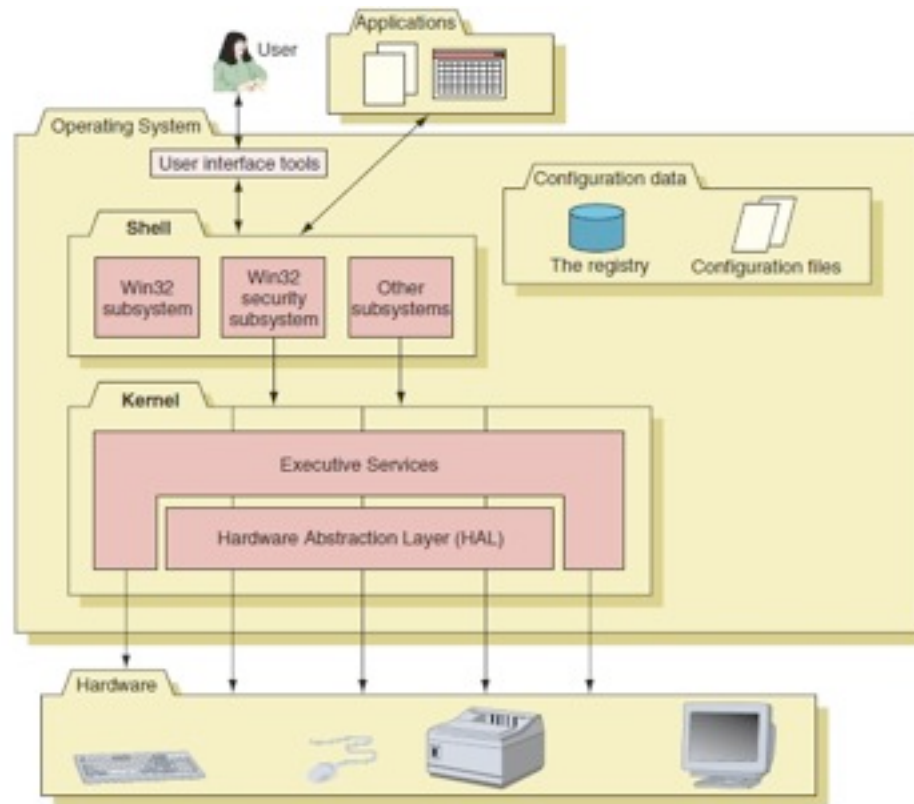 Applications
User
Operating System
User interface tools
Configuration data
The registry
Configuration files
Shell
Win32
subsystem
Win32
security
subsystem
Other
subsystems
Kernel
Executive Services
Hardware Abstraction Layer (HAL)
Hardware